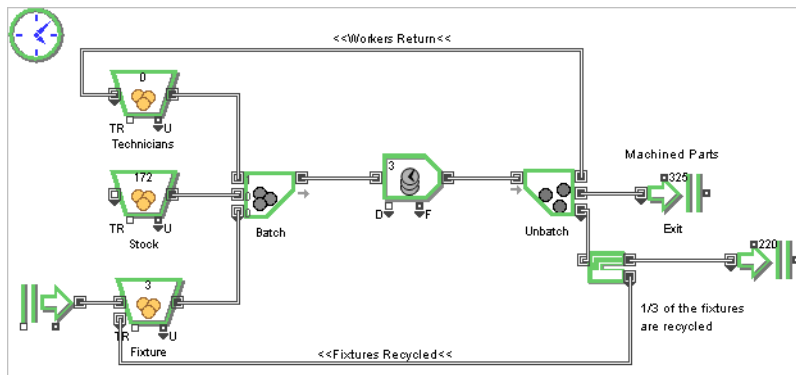 <<Workers Return<<
0
TR U
Technicians
172
TR U
Stock
Batch
3
D F
Unbatch
Machined Parts
325
Exit
220
3
TR U
Fixture
1/3 of the fixtures
are recycled
<<Fixtures Recycled<<